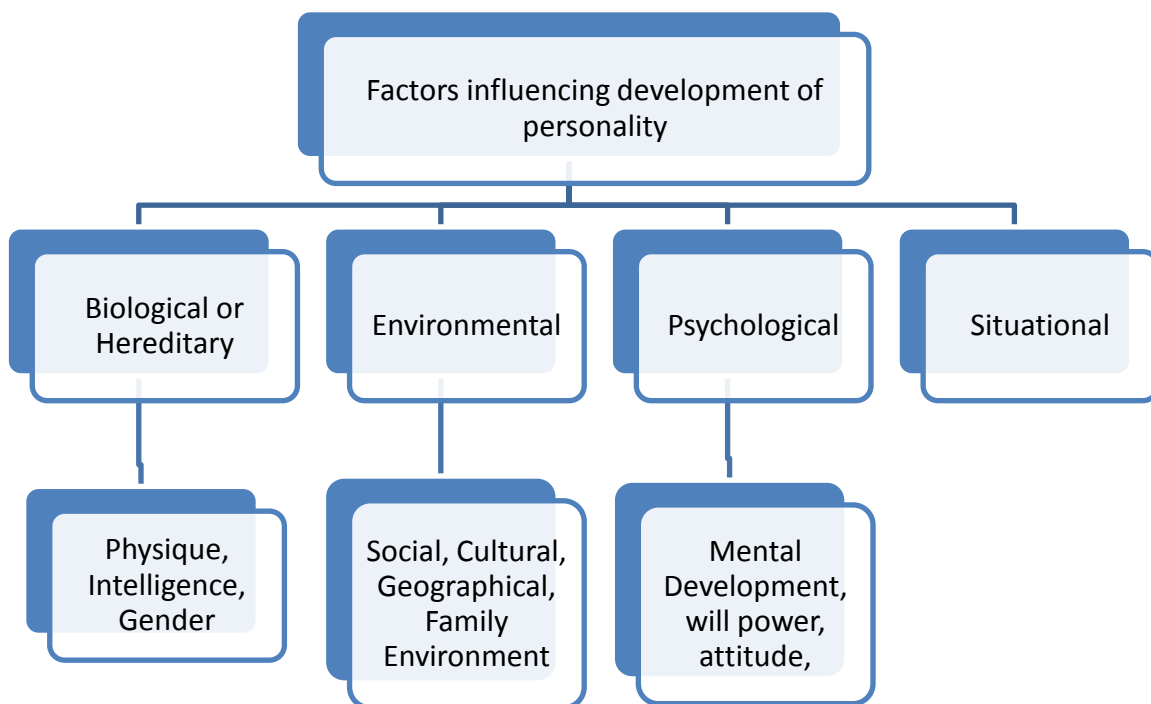 Factors influencing development of
personality
Biological or
Hereditary
Environmental
Psychological
Situational
Physique,
Intelligence,
Gender
Social, Cultural,
Geographical,
Family
Environment
Mental
Development,
will power,
attitude,